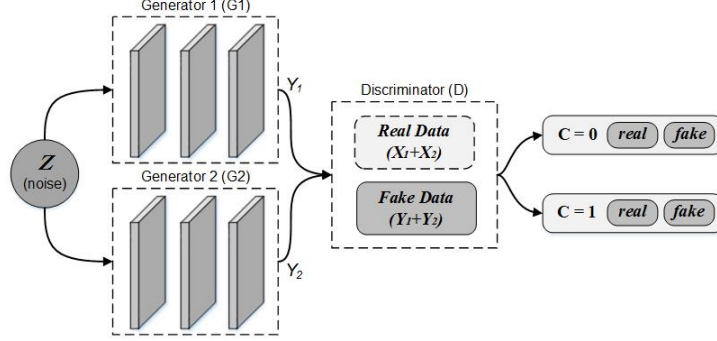 Generator 1 (G1)
Y1
Z
(noise)
Generator 2 (G2)
Y2
Discriminator (D)
Real Data
(X1+X2)
Fake Data
(Y1+Y2)
C = 0 real fake
C = 1 real fake